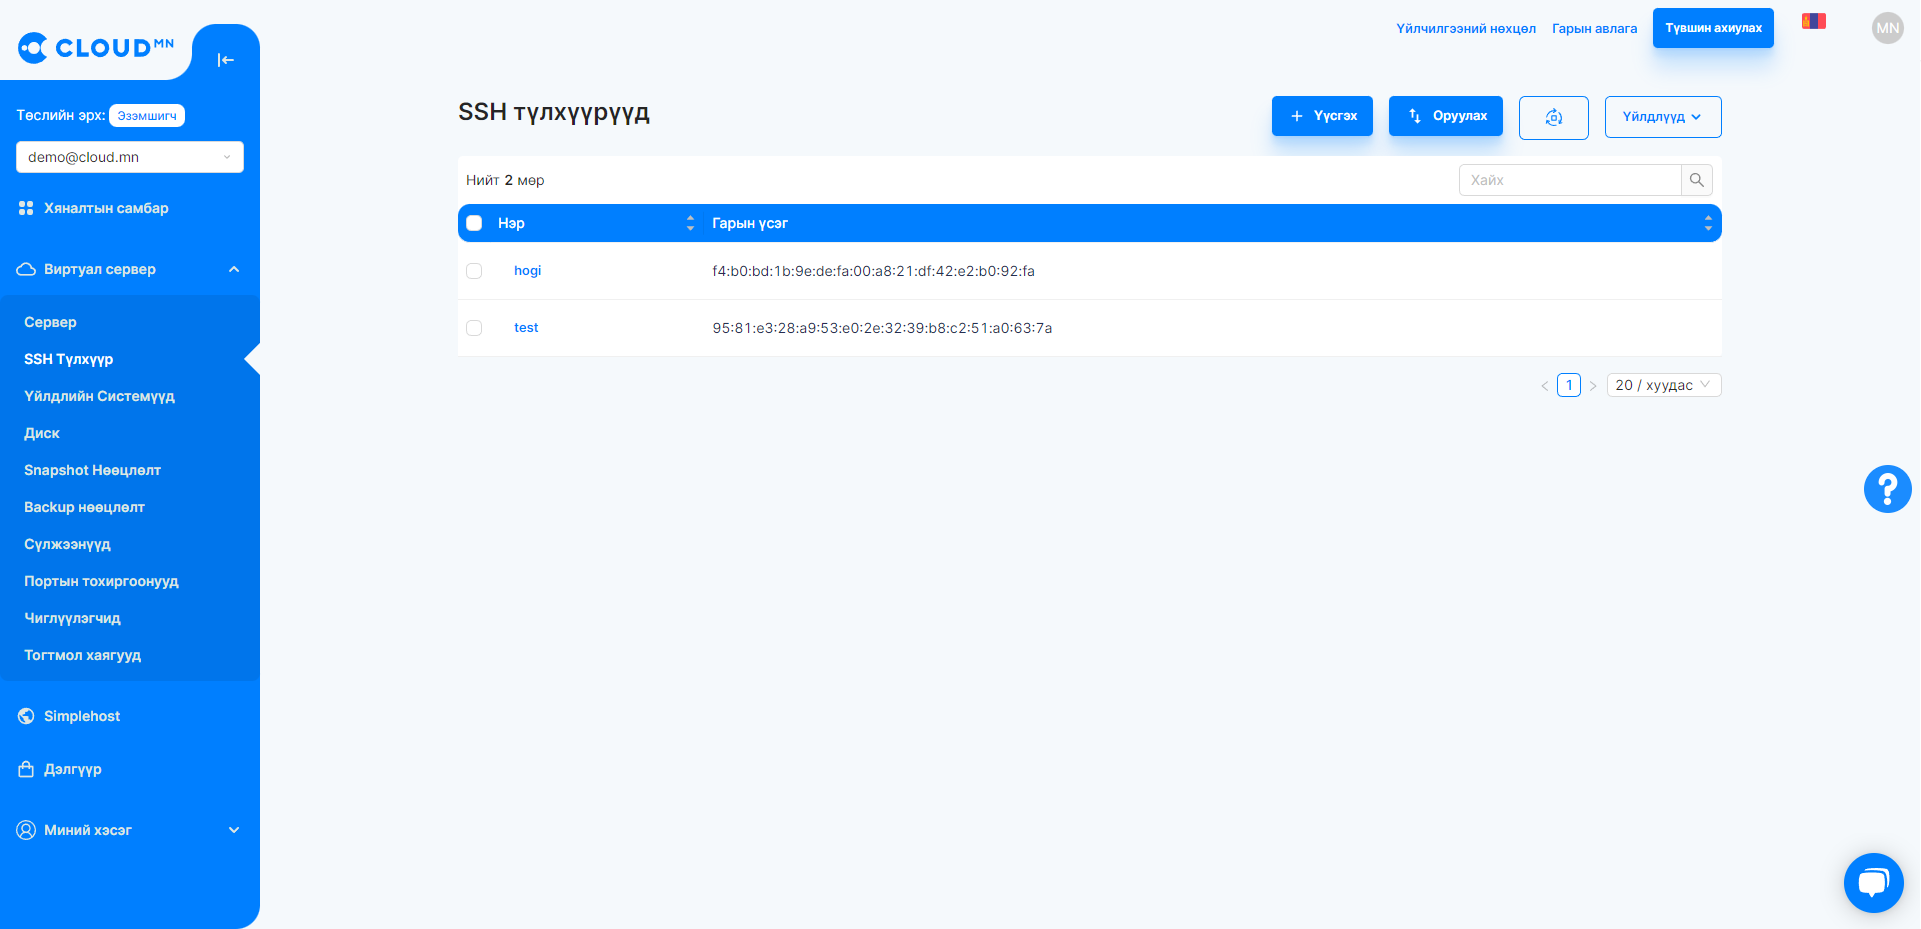 CLOUD MN
Үйлчилгээний нөхцөл Гарын авлага Түвшин ахиулах MN
Төслийн эрх: Эзэмшигч
demo@cloud.mn
Хяналтын самбар
Виртуал сервер
Сервер
SSH Түлхүүр
Үйлдлийн Системүүд
Диск
Snapshot Нөөцлөлт
Backup нөөцлөлт
Сүлжээнүүд
Портын тохиргоонууд
Чиглүүлэгчид
Тогтмол хаягууд
Simplehost
Дэлгүүр
Миний хэсэг
SSH түлхүүрүүд
Үүсгэх Оруулах Үйлдлүүд
Нийт 2 мөр Хайх
Нэр Гарын үсэг
hogi f4:b0:bd:1b:9e:de:fa:00:a8:21:df:42:e2:b0:92:fa
test 95:81:e3:28:a9:53:e0:2e:32:39:b8:c2:51:a0:63:7a
1 20 / хуудас